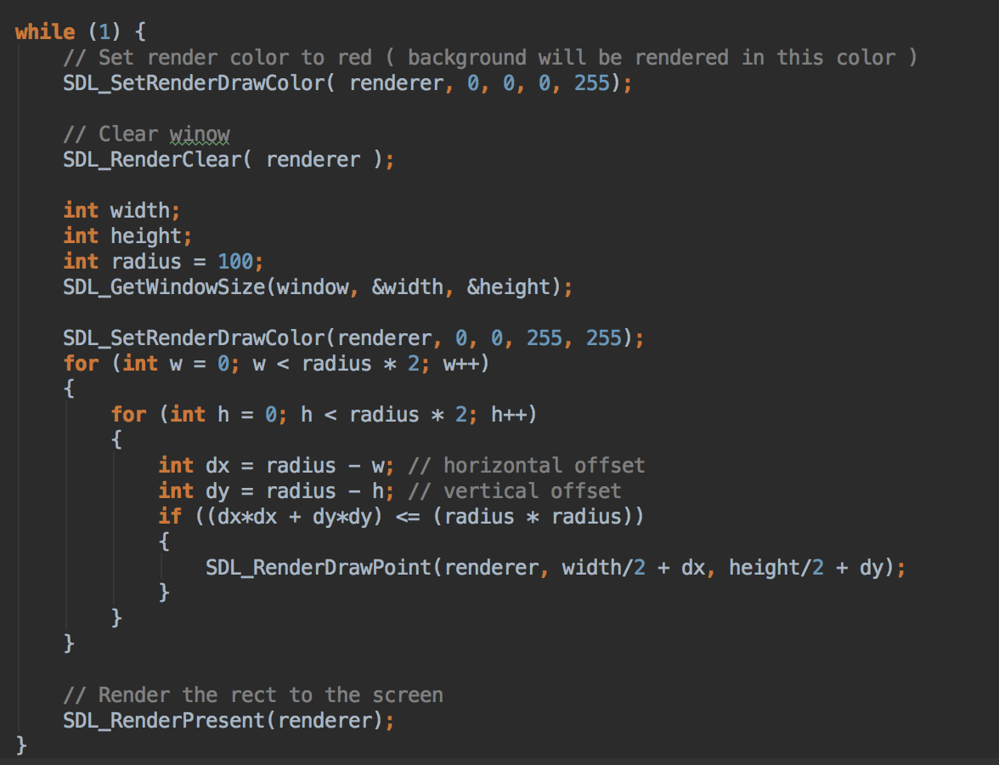 while (1) {
    // Set render color to red ( background will be rendered in this color )
    SDL_SetRenderDrawColor( renderer, 0, 0, 0, 255);

    // Clear winow
    SDL_RenderClear( renderer );

    int width;
    int height;
    int radius = 100;
    SDL_GetWindowSize(window, &width, &height);

    SDL_SetRenderDrawColor(renderer, 0, 0, 255, 255);
    for (int w = 0; w < radius * 2; w++)
    {
        for (int h = 0; h < radius * 2; h++)
        {
            int dx = radius - w; // horizontal offset
            int dy = radius - h; // vertical offset
            if ((dx*dx + dy*dy) <= (radius * radius))
            {
                SDL_RenderDrawPoint(renderer, width/2 + dx, height/2 + dy);
            }
        }
    }

    // Render the rect to the screen
    SDL_RenderPresent(renderer);
}